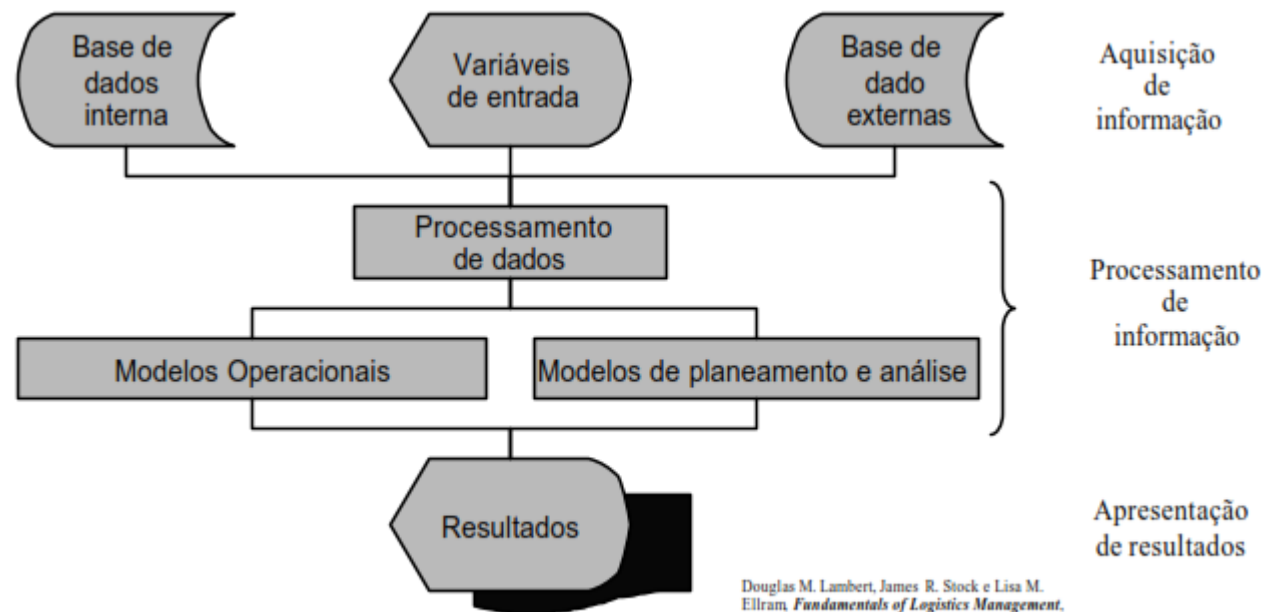 Base de
dados
interna
Variáveis
de entrada
Base de
dado
externas
Aquisição
de
informação
Processamento
de dados
Processamento
de
informação
Modelos Operacionais
Modelos de planeamento e análise
Resultados
Apresentação
de resultados
Douglas M. Lambert, James R. Stock e Lisa M.
Ellram, Fundamentals of Logistics Management,